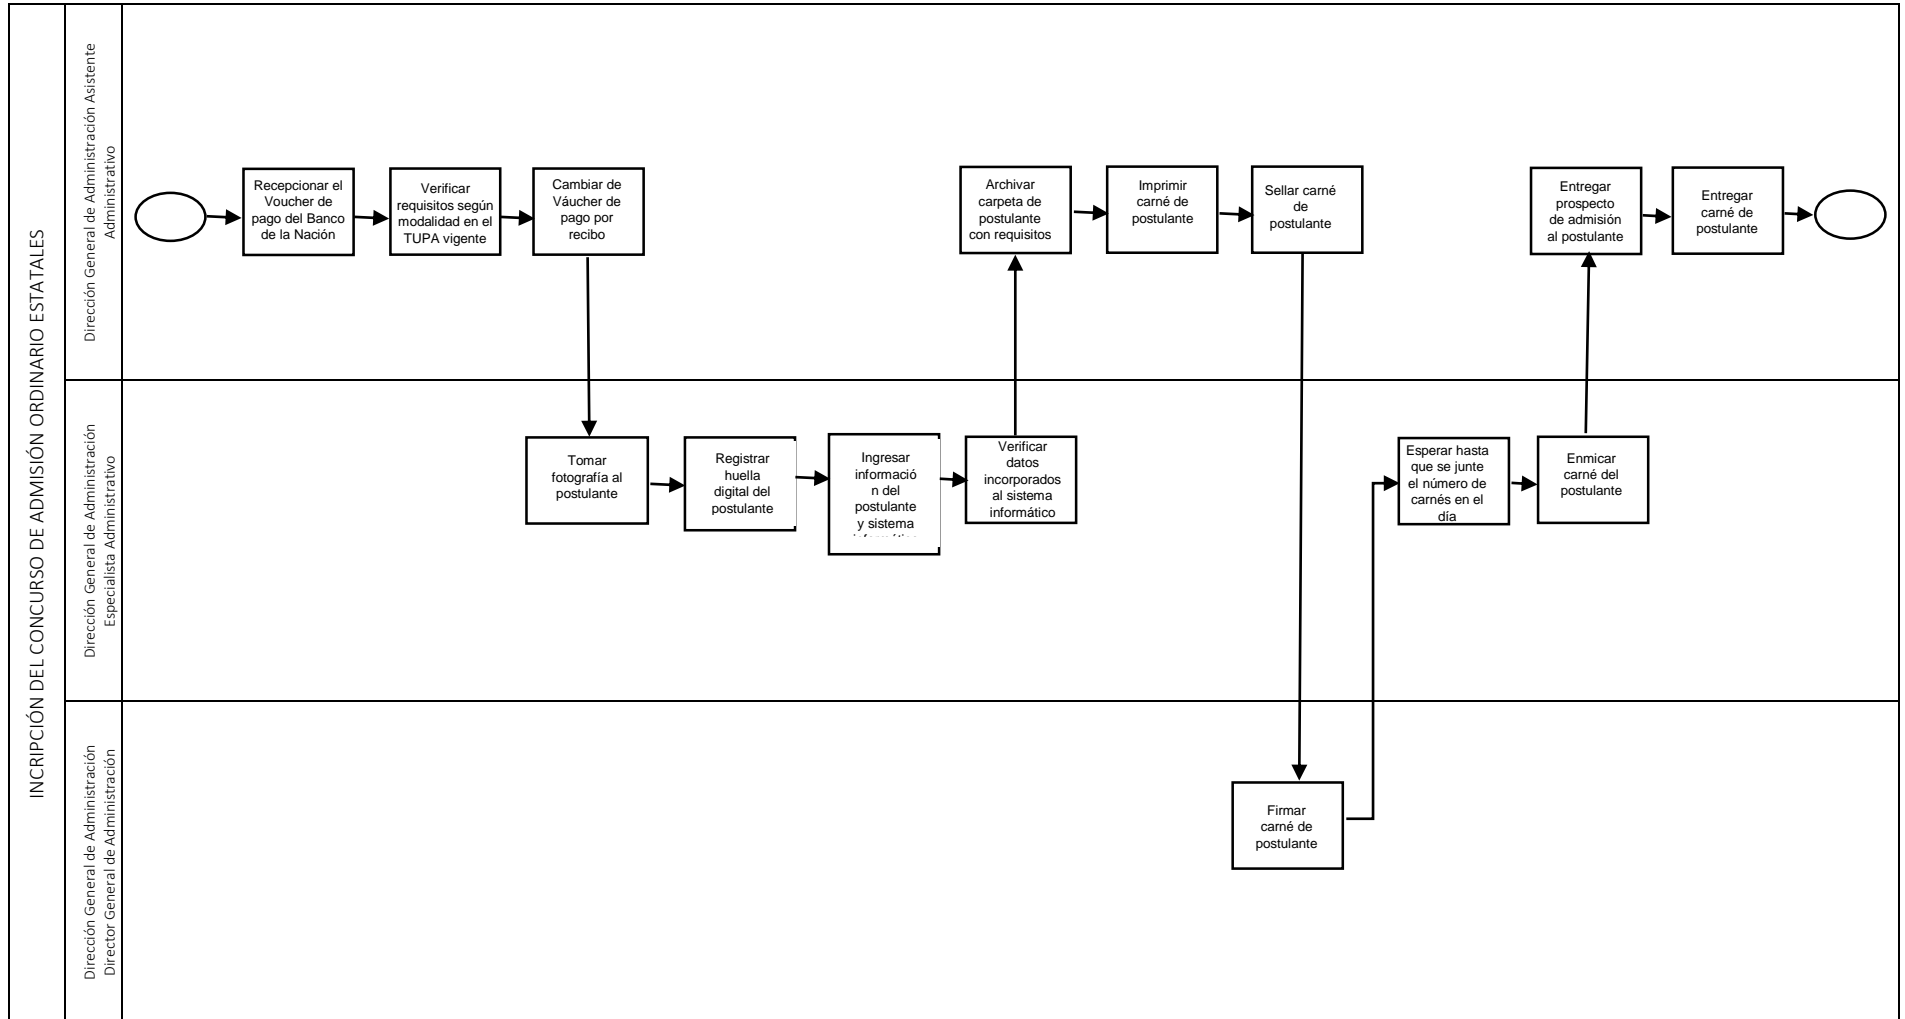 INCRIPCIÓN DEL CONCURSO DE ADMISIÓN ORDINARIO ESTATALES
Dirección General de Administración Asistente
Administrativo
Recepcionar el
Voucher de
pago del Banco
de la Nación
Verificar
requisitos según
modalidad en el
TUPA vigente
Cambiar de
Váucher de
pago por
recibo
Archivar
carpeta de
postulante
con requisitos
Imprimir
carné de
postulante
Sellar carné
de
postulante
Entregar
prospecto
de admisión
al postulante
Entregar
carné de
postulante
Dirección General de Administración
Especialista Administrativo
Tomar
fotografía al
postulante
Registrar
huella
digital del
postulante
Ingresar
informació
n del
postulante
y sistema
Verificar
datos
incorporados
al sistema
informático
Esperar hasta
que se junte
el número de
carnés en el
día
Enmicar
carné del
postulante
Dirección General de Administración
Director General de Administración
Firmar
carné de
postulante